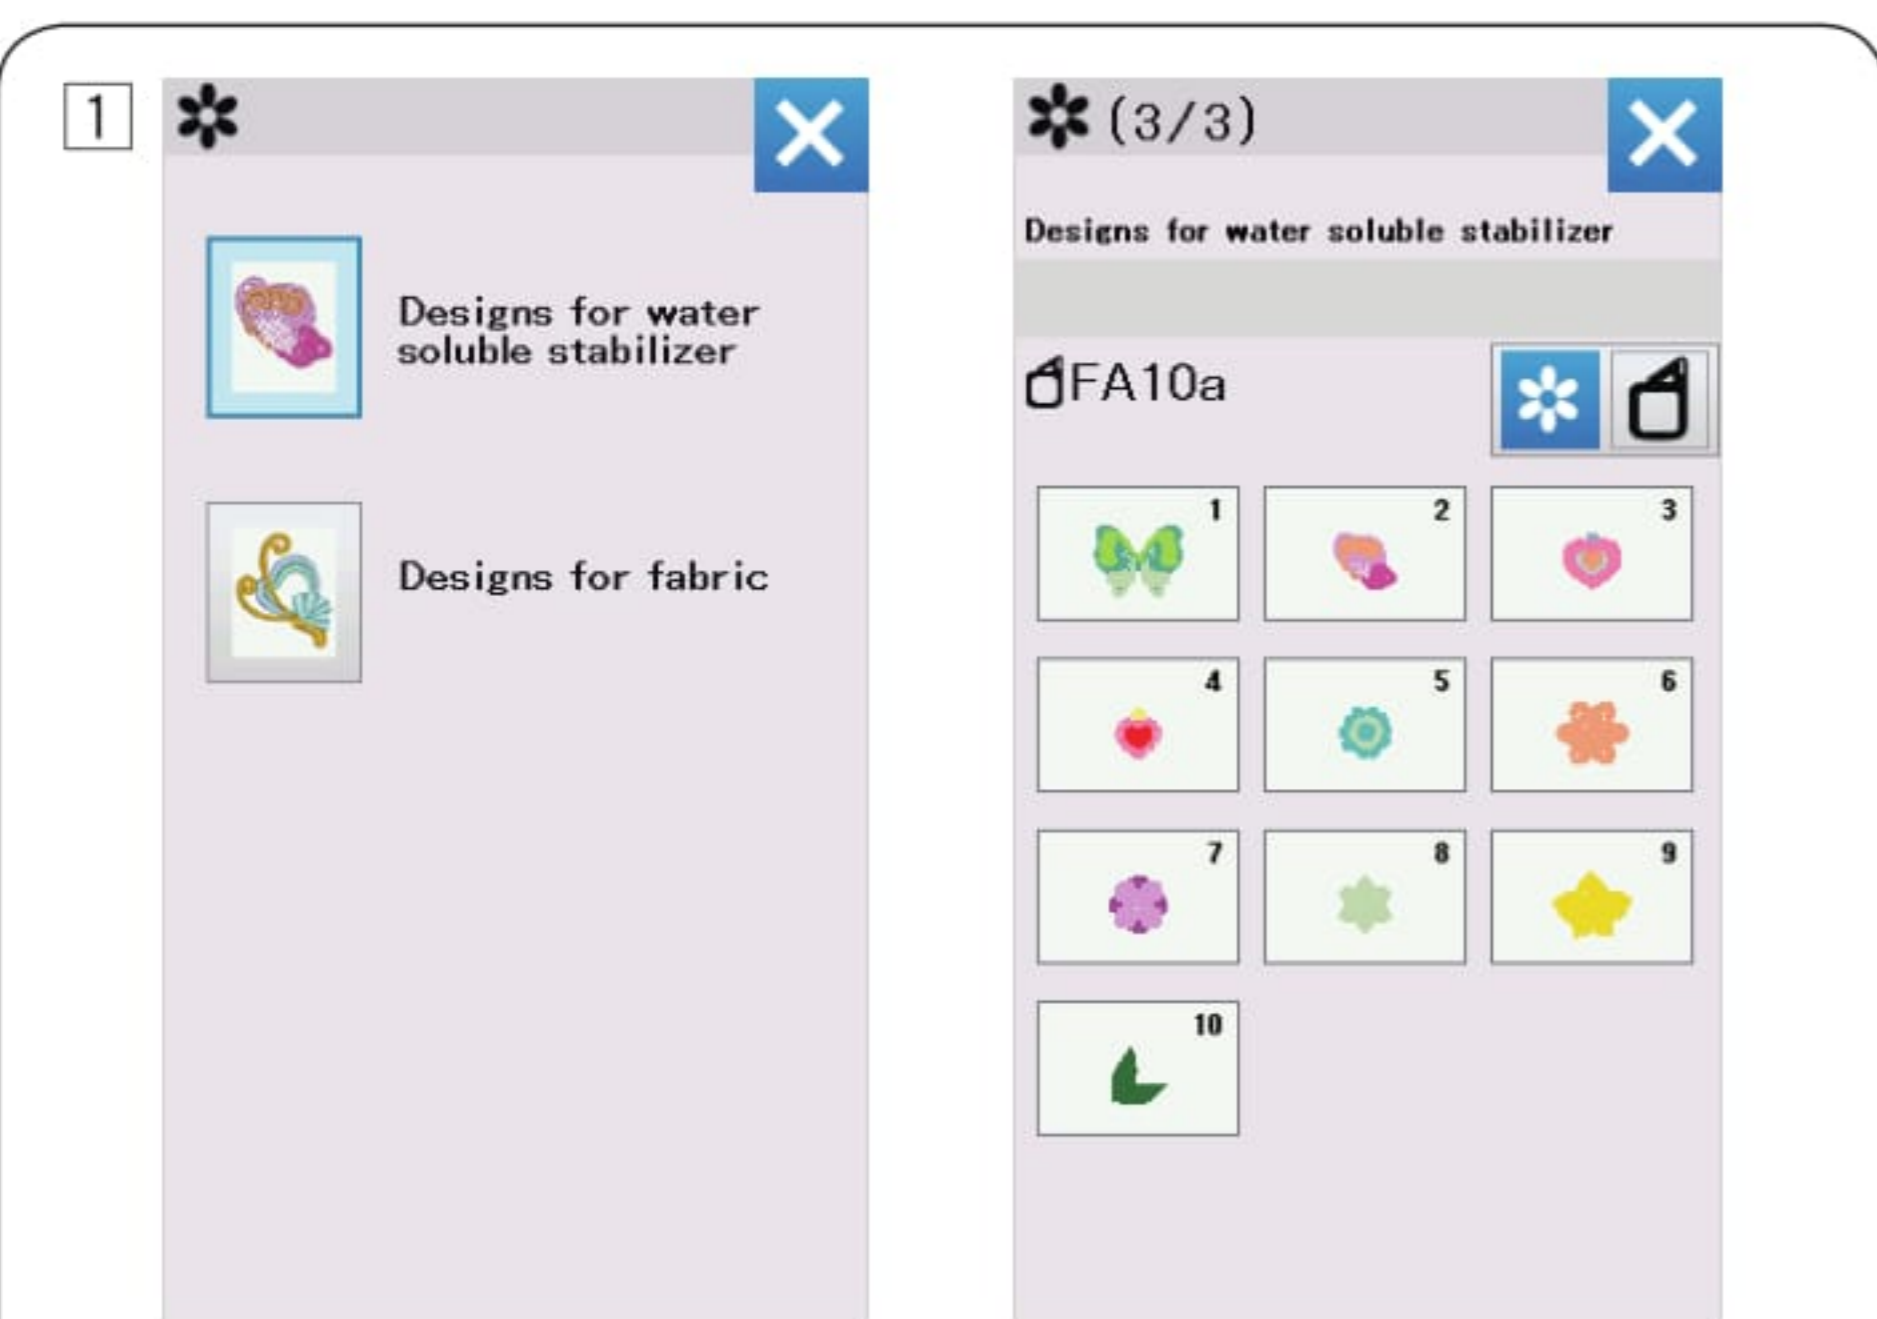 1
Designs for water
soluble stabilizer
Designs for fabric
(3/3)
Designs for water soluble stabilizer
FA10a
1
2
3
4
5
6
7
8
9
10